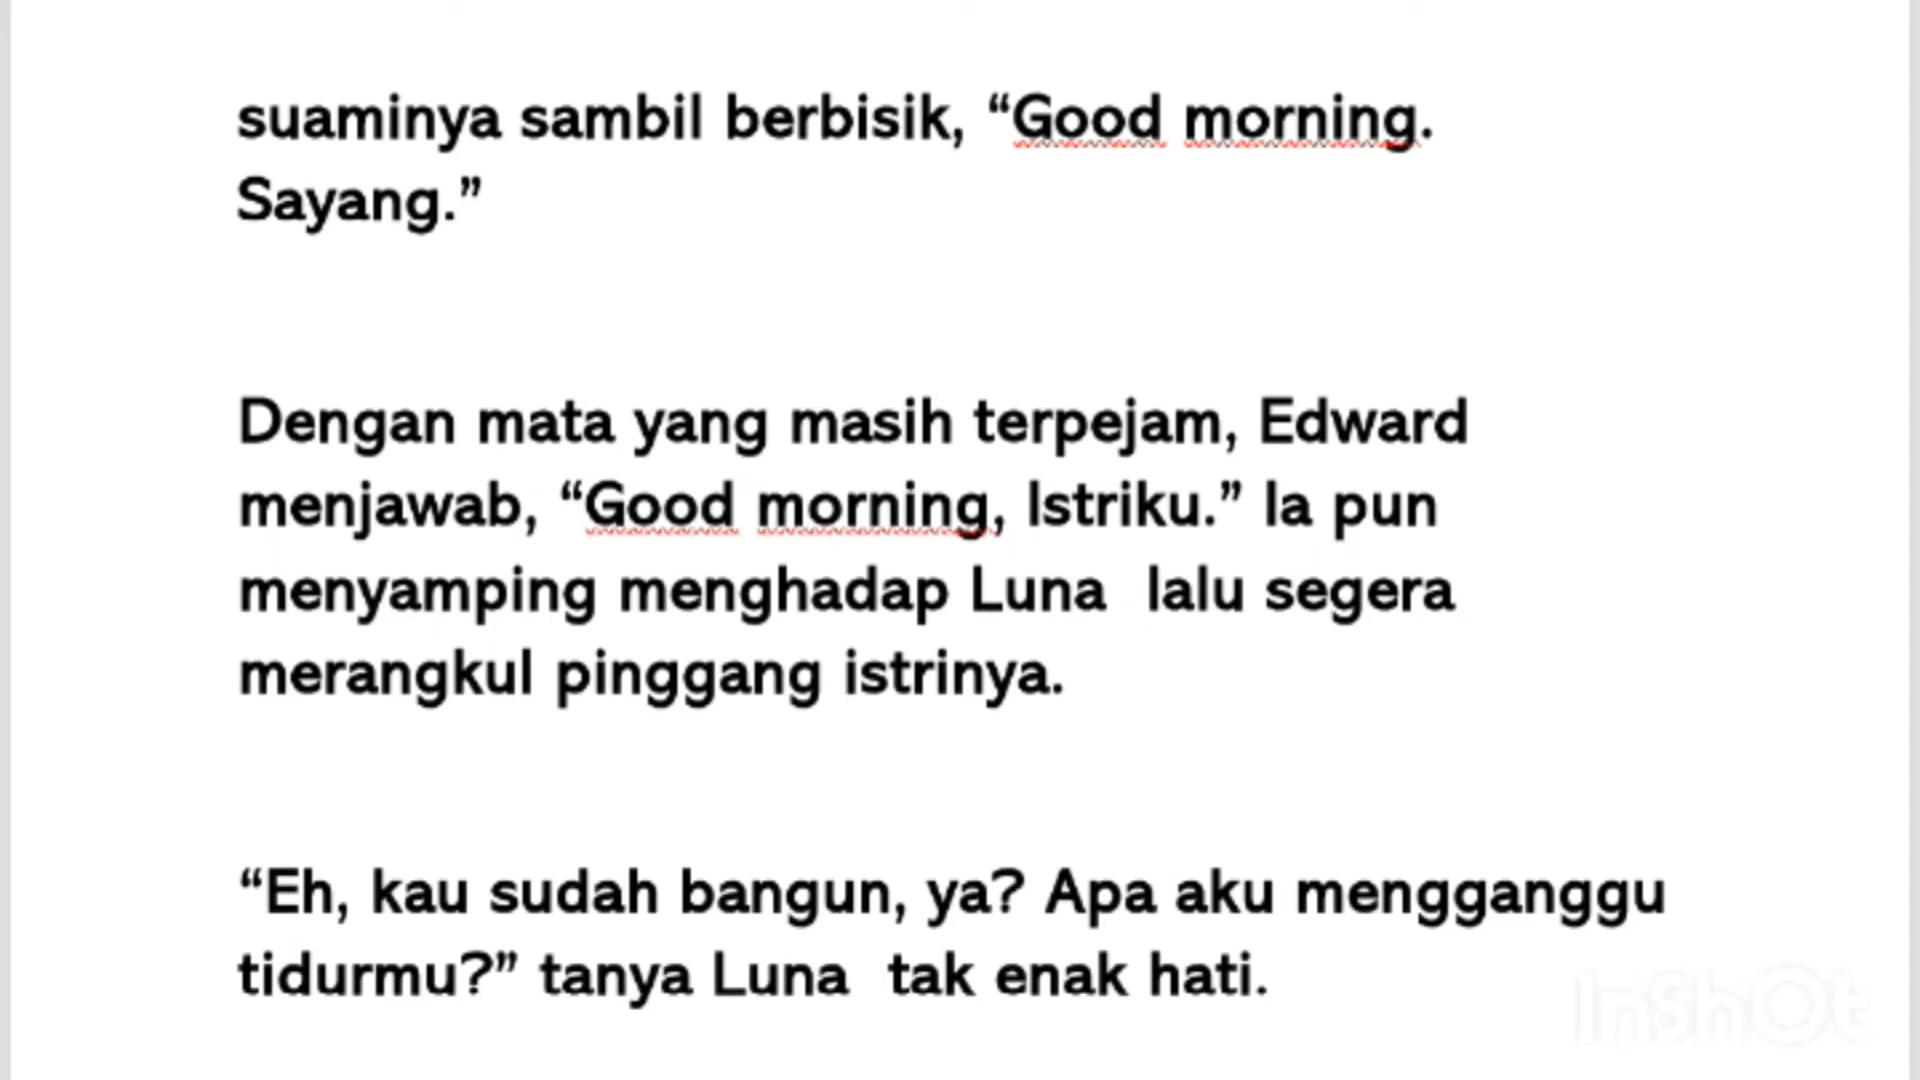 suaminya sambil berbisik, “Good morning.
Sayang.”
Dengan mata yang masih terpejam, Edward
menjawab, “Good morning, Istriku.” Ia pun
menyamping menghadap Luna  lalu segera
merangkul pinggang istrinya.
“Eh, kau sudah bangun, ya? Apa aku mengganggu
tidurmu?” tanya Luna  tak enak hati.
InShOt